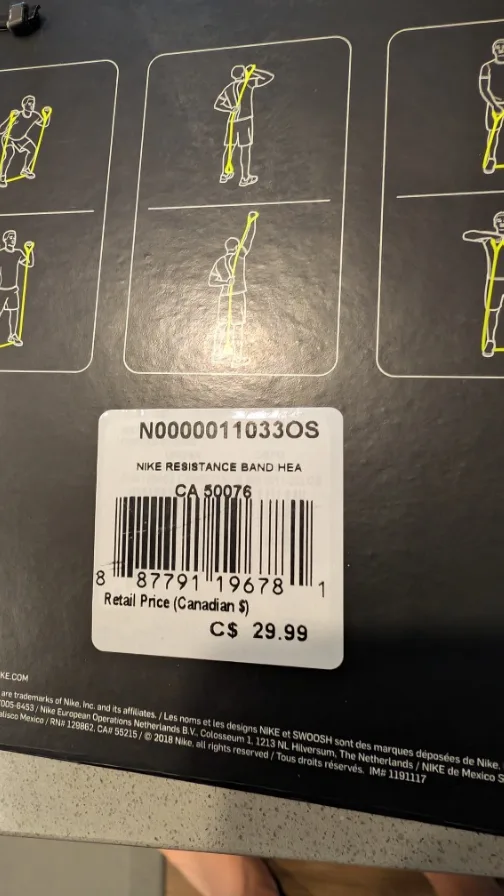 N0000011033OS
NIKE RESISTANCE BAND HEA
CA 50076
8 87791 19678 1
Retail Price (Canadian $)
C$ 29.99
KE.COM
are trademarks of Nike, Inc. and its affiliates. / Les noms et les designs NIKE et SWOOSH sont des marques déposées de Nike,
7005-6453 / Nike European Operations Netherlands B.V., Colosseum 1, 1213 NL Hilversum, The Netherlands / NIKE de Mexico S
alisco Mexico / RN# 129862. CA# 55215 / © 2018 Nike, all rights reserved / Tous droits réservés. IM# 1191117